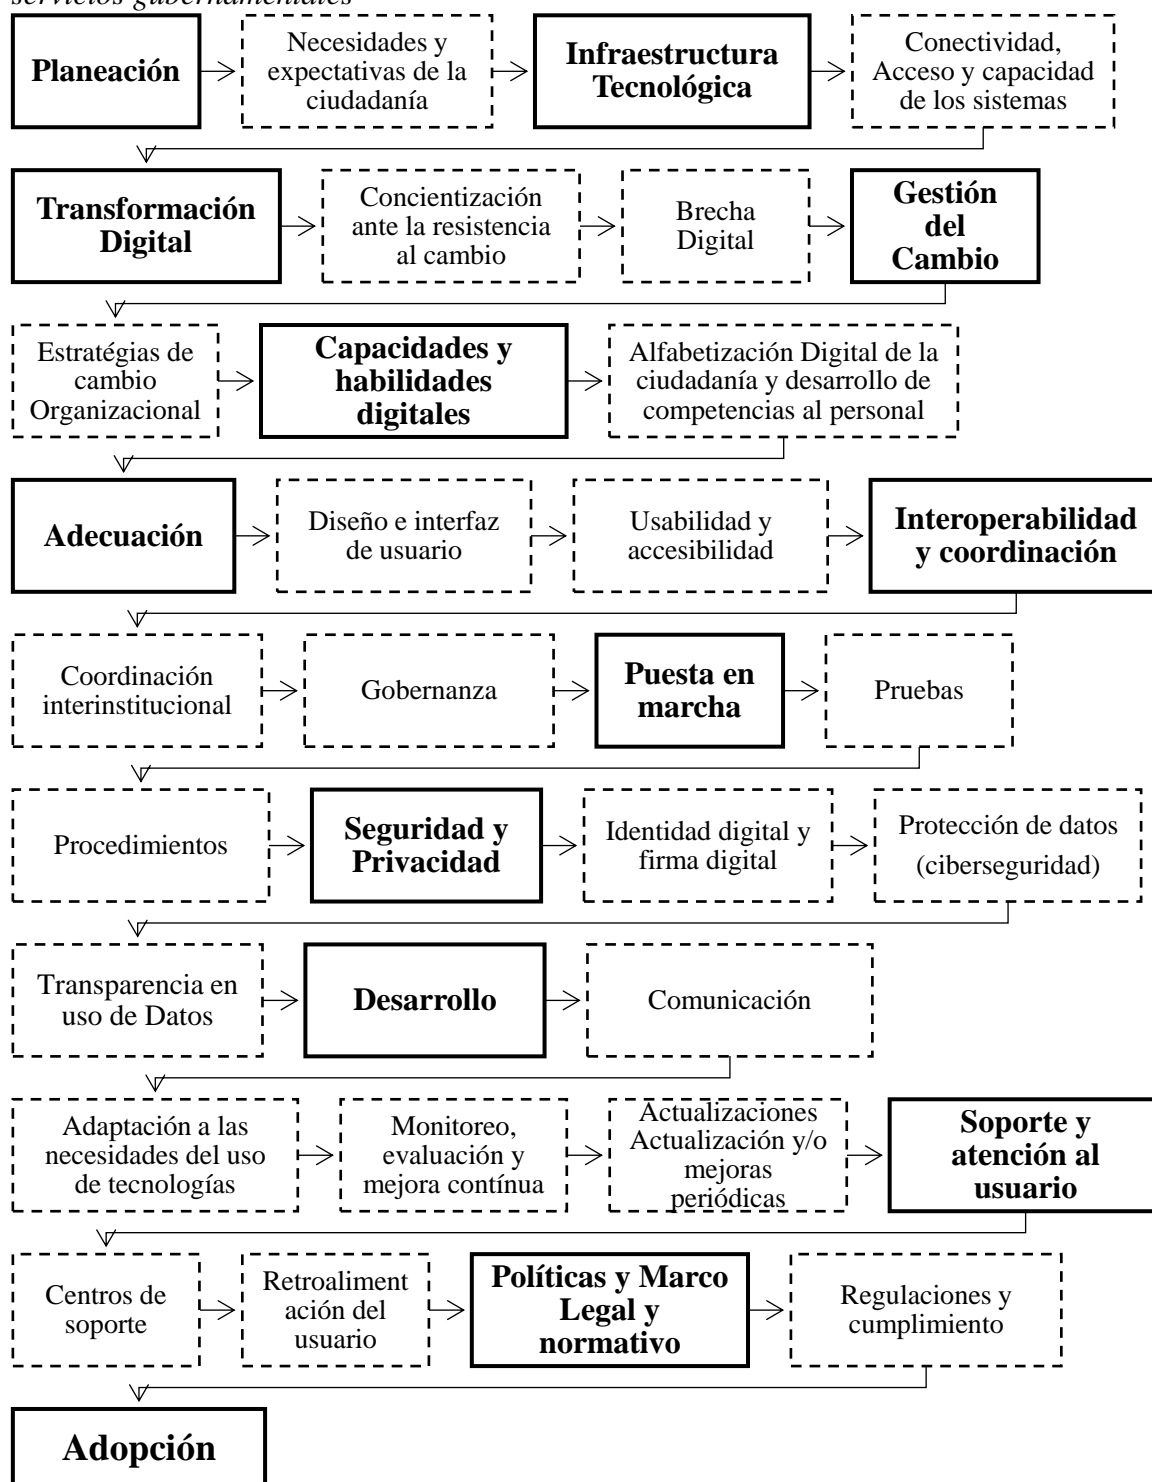 servicios gubernamentales
Planeación
Necesidades y
expectativas de la
ciudadanía
Infraestructura
Tecnológica
Conectividad,
Acceso y capacidad
de los sistemas
Transformación
Digital
Concientización
ante la resistencia
al cambio
Brecha
Digital
Gestión
del
Cambio
Estratégias de
cambio
Organizacional
Capacidades y
habilidades
digitales
Alfabetización Digital de la
ciudadanía y desarrollo de
competencias al personal
Adecuación
Diseño e interfaz
de usuario
Usabilidad y
accesibilidad
Interoperabilidad
y coordinación
Coordinación
interinstitucional
Gobernanza
Puesta en
marcha
Pruebas
Procedimientos
Seguridad y
Privacidad
Identidad digital y
firma digital
Protección de datos
(ciberseguridad)
Transparencia en
uso de Datos
Desarrollo
Comunicación
Adaptación a las
necesidades del uso
de tecnologías
Monitoreo,
evaluación y
mejora contínua
Actualizaciones
Actualización y/o
mejoras
periódicas
Soporte y
atención al
usuario
Centros de
soporte
Retroaliment
ación del
usuario
Políticas y Marco
Legal y
normativo
Regulaciones y
cumplimiento
Adopción